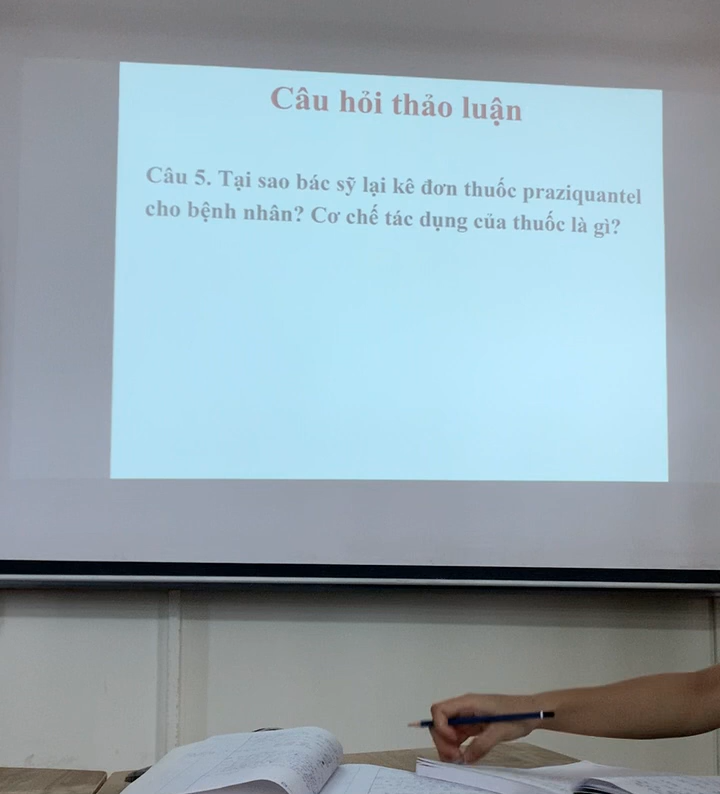 Câu hỏi thảo luận
Câu 5. Tại sao bác sỹ lại kê đơn thuốc praziquantel
cho bệnh nhân? Cơ chế tác dụng của thuốc là gì?